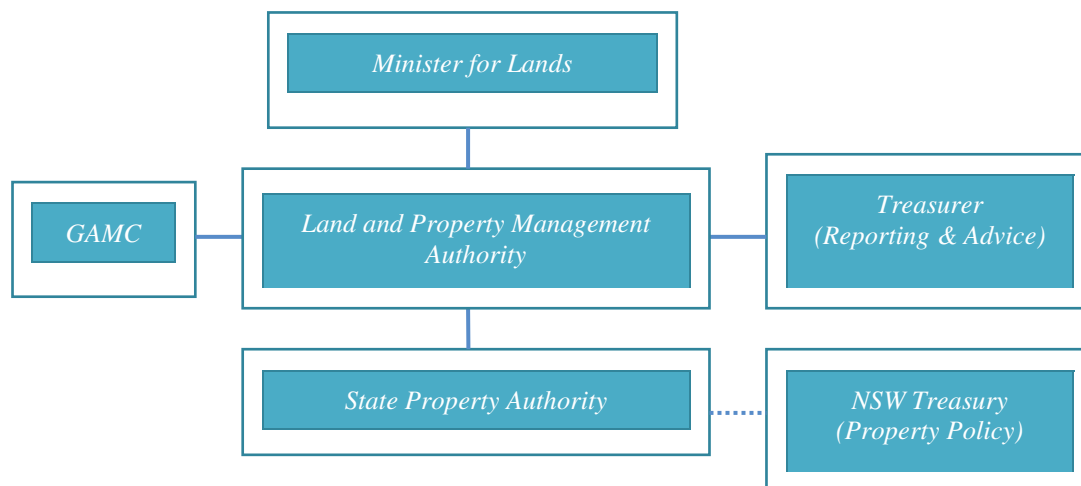 Minister for Lands
GAMC
Land and Property Management
Authority
Treasurer
(Reporting & Advice)
State Property Authority
NSW Treasury
(Property Policy)